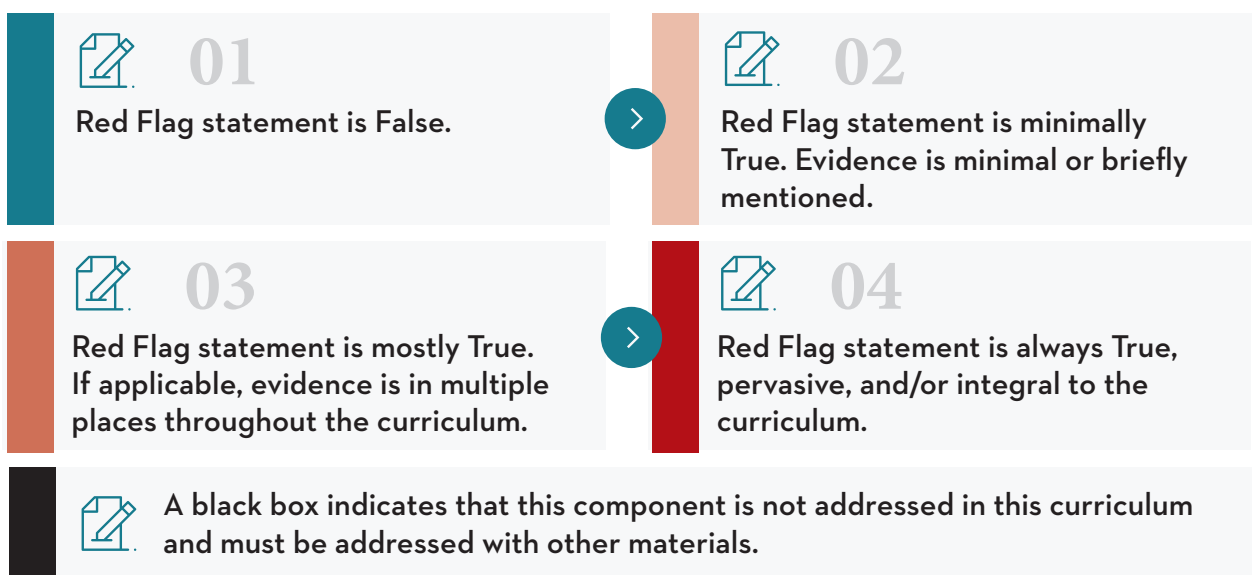 01
Red Flag statement is False.
02
Red Flag statement is minimally
True. Evidence is minimal or briefly
mentioned.
03
Red Flag statement is mostly True.
If applicable, evidence is in multiple
places throughout the curriculum.
04
Red Flag statement is always True,
pervasive, and/or integral to the
curriculum.
A black box indicates that this component is not addressed in this curriculum
and must be addressed with other materials.